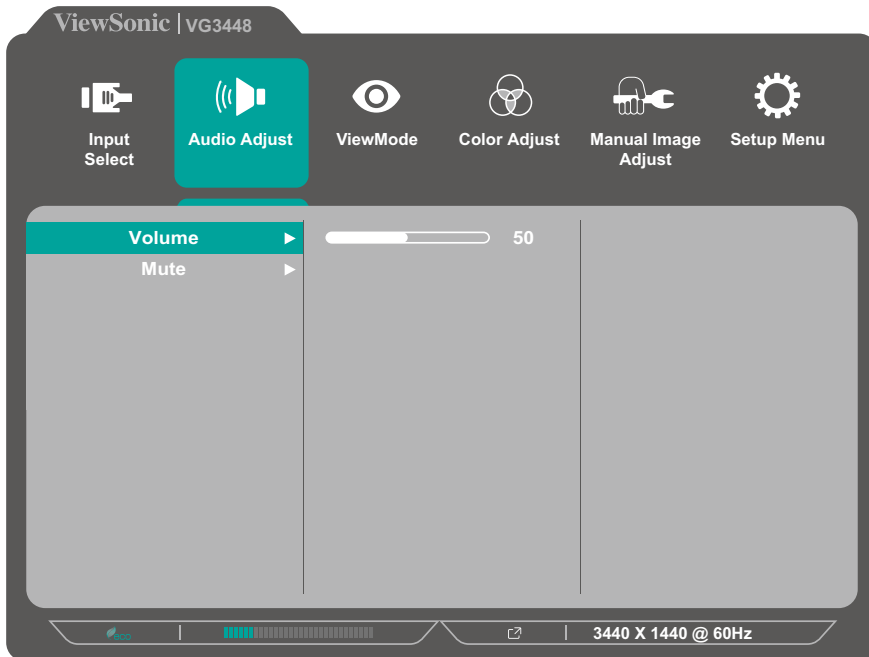 ViewSonic | VG3448
Input Select
Audio Adjust
ViewMode
Color Adjust
Manual Image Adjust
Setup Menu
Volume 50
Mute
eco
3440 X 1440 @ 60Hz